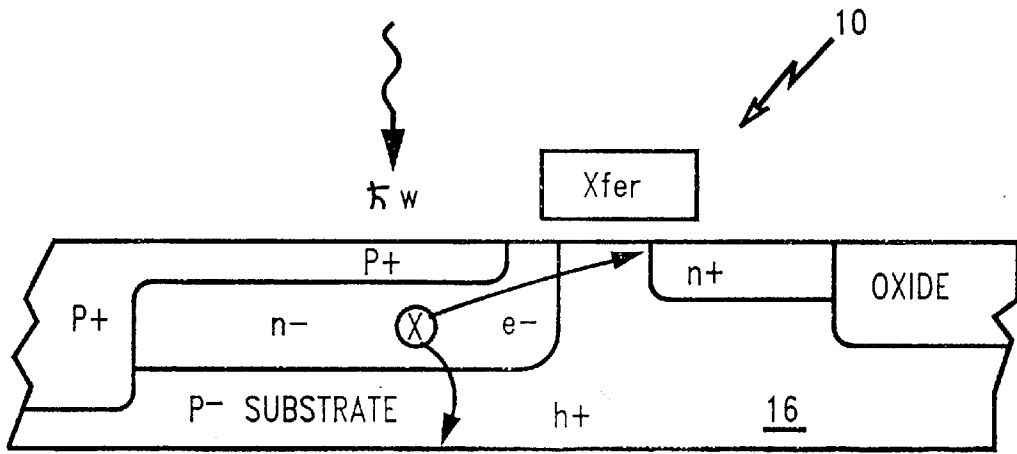 10
Xfer
ħw
P+
n+
OXIDE
P+
n-
X
e-
P- SUBSTRATE
h+
16